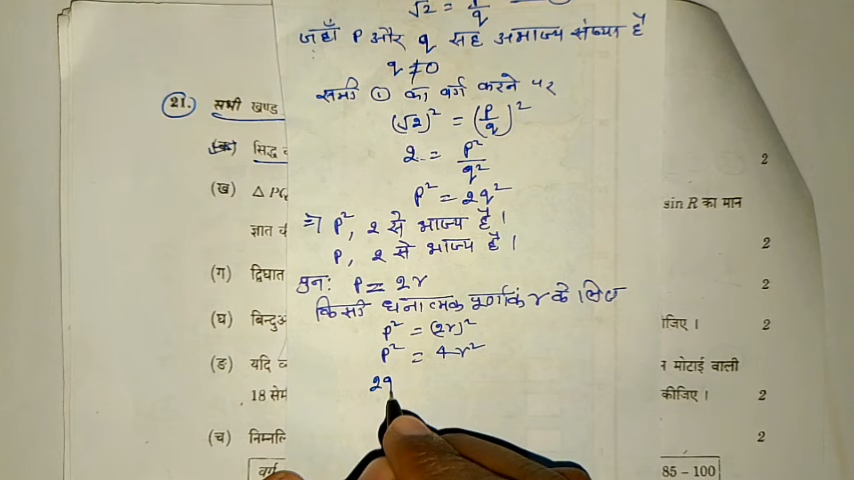 √2 = p/q
जहाँ P और q सह अभाज्य संख्या है
q ≠ 0
समी ① का वर्ग करने पर
(√2)² = (P/q)²
2 = P²/q²
P² = 2q²
⇒ P², 2 से भाज्य है।
P, 2 से भाज्य है।
पुनः P = 2r
किसी धनात्मक पूर्णांक r के लिए
P² = (2r)²
P² = 4r²
2q
21. सभी खण्ड
(क) सिद्ध 2
(ख) △ sin R का मान
ज्ञात 2
(ग) द्विघात 2
(घ) जिए। 2
(ङ) यदि मोटाई वाली
18 सेमी कीजिए। 2
(च) 2
वर्ग 85 – 100